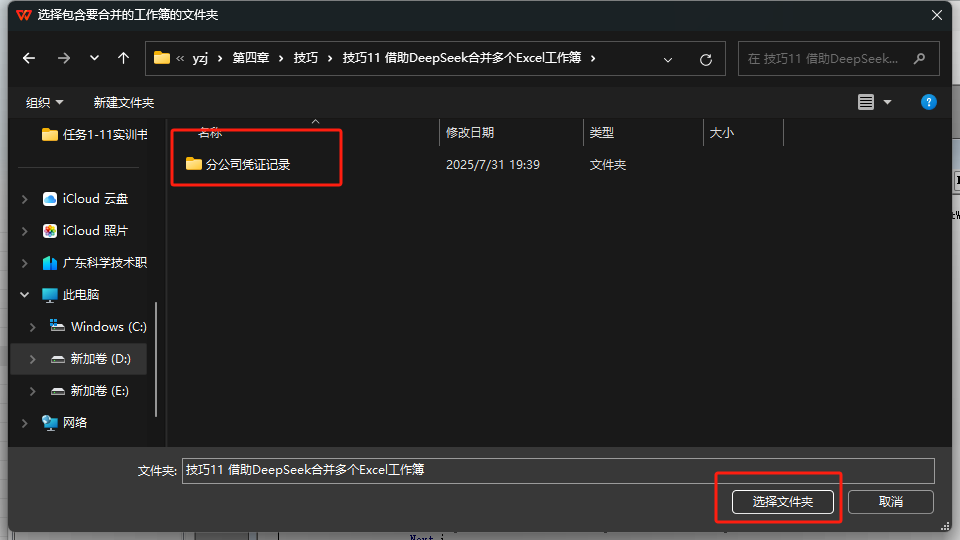 选择包含要合并的工作簿的文件夹
« yzj › 第四章 › 技巧 › 技巧11 借助DeepSeek合并多个Excel工作簿 ›
在 技巧11 借助DeepSeek...
组织
新建文件夹
任务1-11实训书
名称
修改日期
类型
大小
分公司凭证记录
2025/7/31 19:39
文件夹
iCloud 云盘
iCloud 照片
广东科学技术职
此电脑
Windows (C:)
新加卷 (D:)
新加卷 (E:)
网络
文件夹:
技巧11 借助DeepSeek合并多个Excel工作簿
选择文件夹
取消
Next i